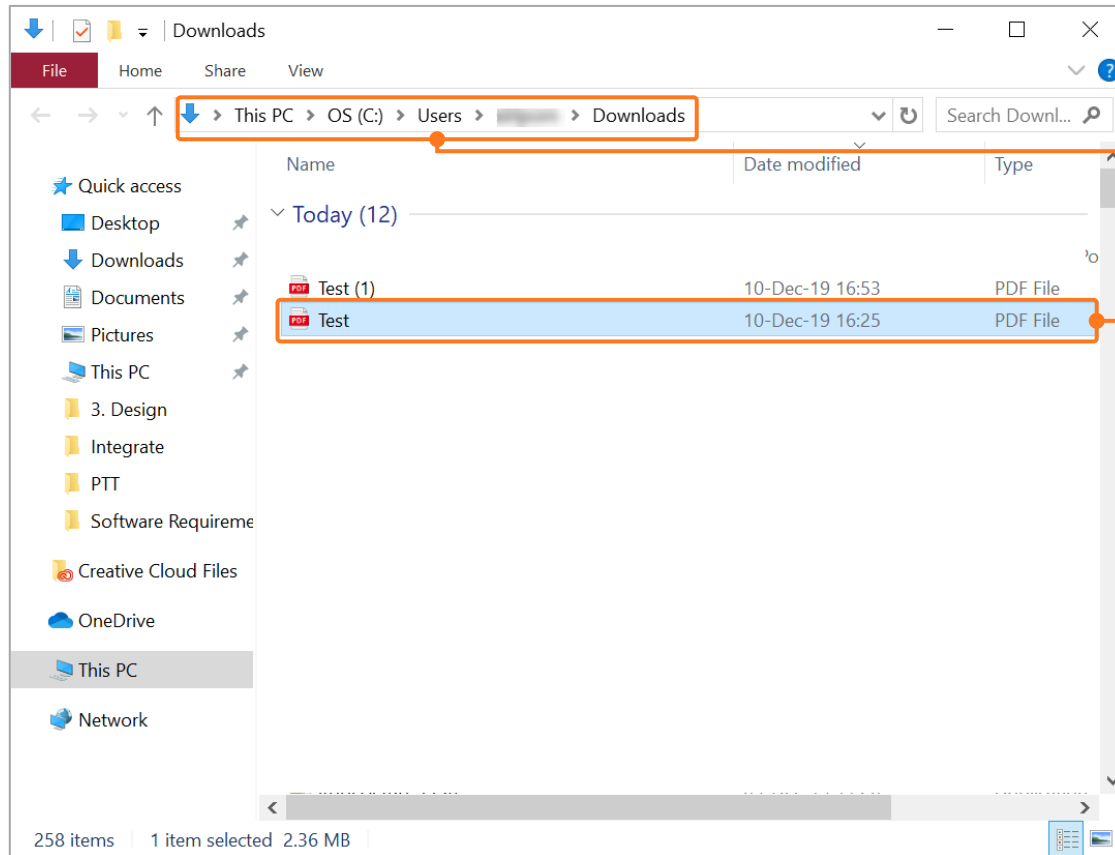 Downloads
File Home Share View
This PC > OS (C:) > Users > > Downloads Search Downl...
Name Date modified Type
Quick access
Today (12)
Desktop
Downloads
Documents
Test (1) 10-Dec-19 16:53 PDF File
Test 10-Dec-19 16:25 PDF File
Pictures
This PC
3. Design
Integrate
PTT
Software Requireme
Creative Cloud Files
OneDrive
This PC
Network
258 items 1 item selected 2.36 MB